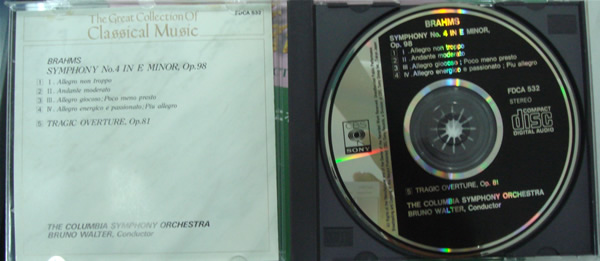 The Great Collection Of
Classical Music
FDCA 532
BRAHMS
SYMPHONY No. 4 IN E MINOR, Op. 98
1 I. Allegro non troppo
2 II. Andante moderato
3 III. Allegro giocoso; Poco meno presto
4 IV. Allegro energico e passionato; Piu allegro
5 TRAGIC OVERTURE, Op. 81
THE COLUMBIA SYMPHONY ORCHESTRA
BRUNO WALTER, Conductor
BRAHMS
SYMPHONY No. 4 IN E MINOR,
Op. 98
1 I. Allegro non troppo
2 II. Andante moderato
3 III. Allegro giocoso; Poco meno presto
4 IV. Allegro energico e passionato; Piu allegro
FDCA 532
STEREO
COMPACT
disc
DIGITAL AUDIO
CBS
SONY
5 TRAGIC OVERTURE, Op. 81
THE COLUMBIA SYMPHONY ORCHESTRA
BRUNO WALTER, Conductor